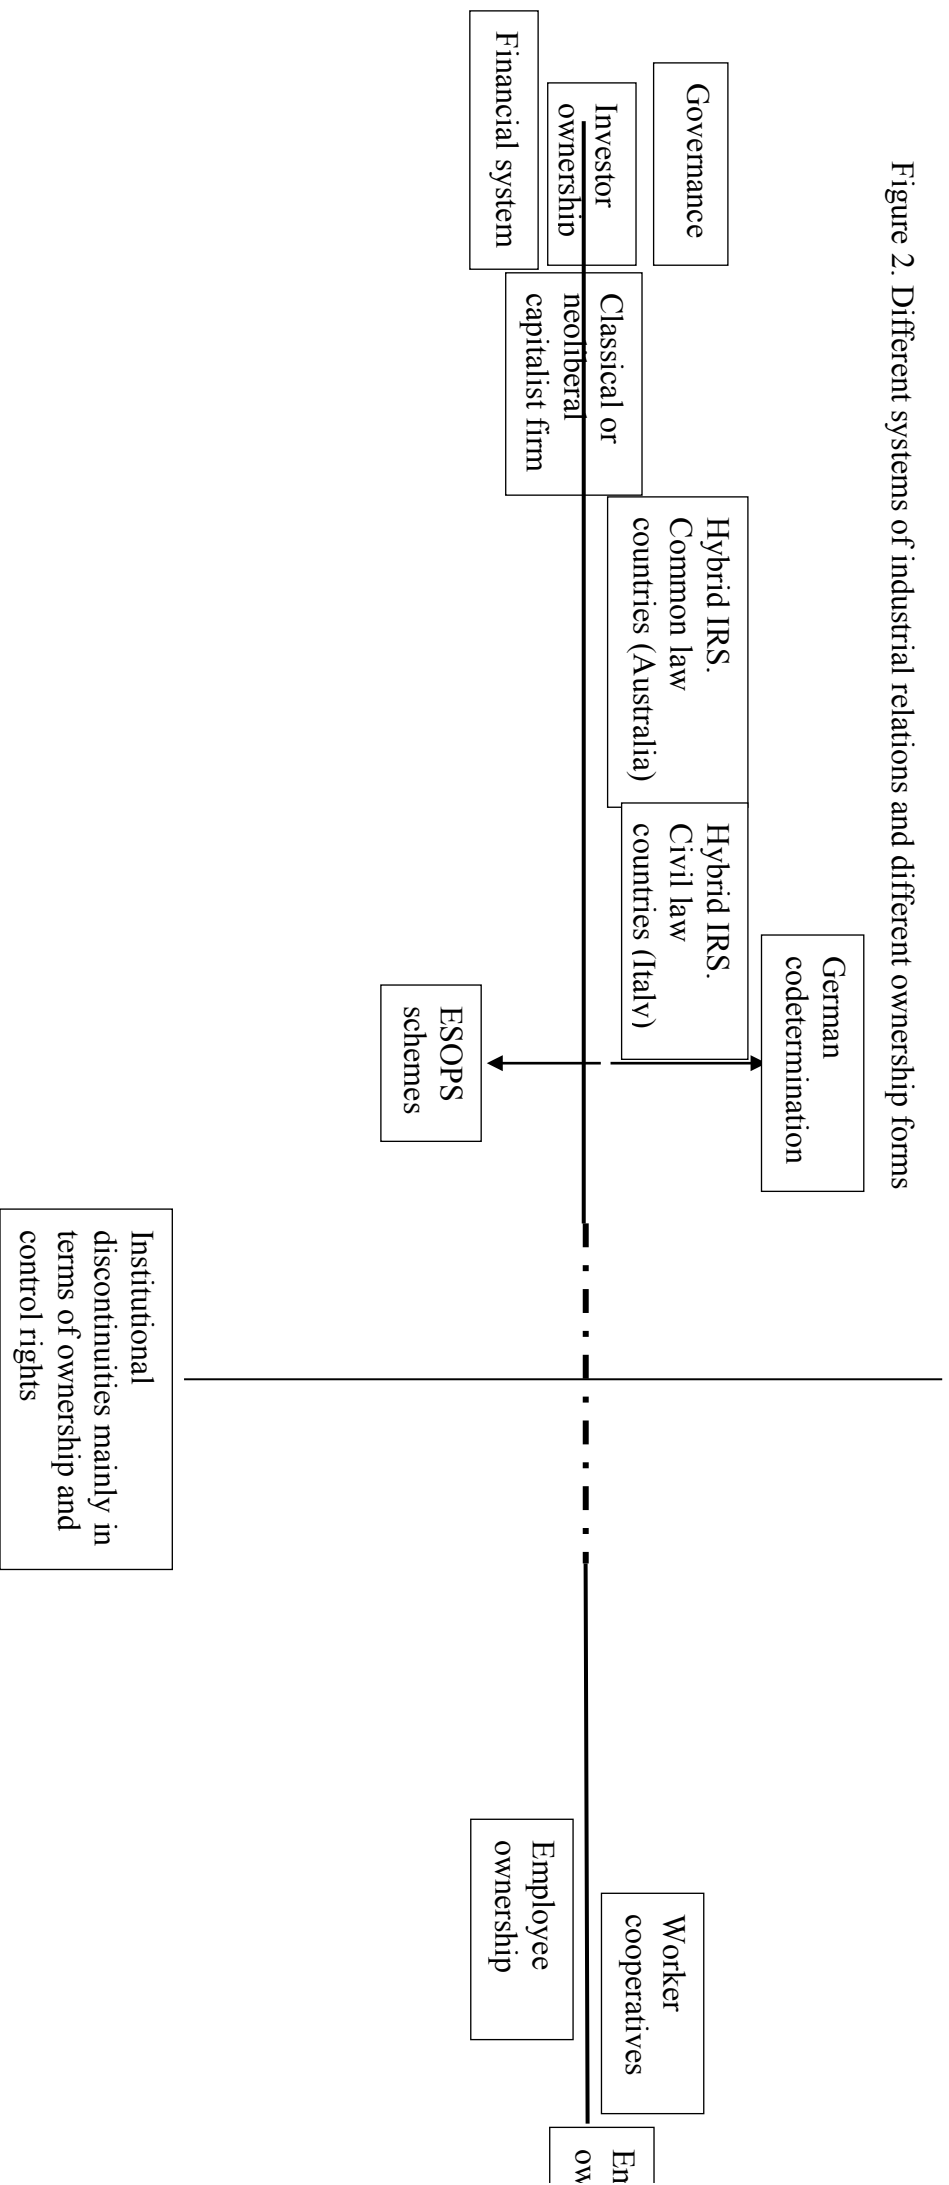 Figure 2. Different systems of industrial relations and different ownership forms
Governance
Investor
ownership
Financial system
Classical or
neoliberal
capitalist firm
Hybrid IRS.
Common law
countries (Australia)
Hybrid IRS.
Civil law
countries (Italy)
German
codetermination
ESOPS
schemes
Institutional
discontinuities mainly in
terms of ownership and
control rights
Worker
cooperatives
Employee
ownership